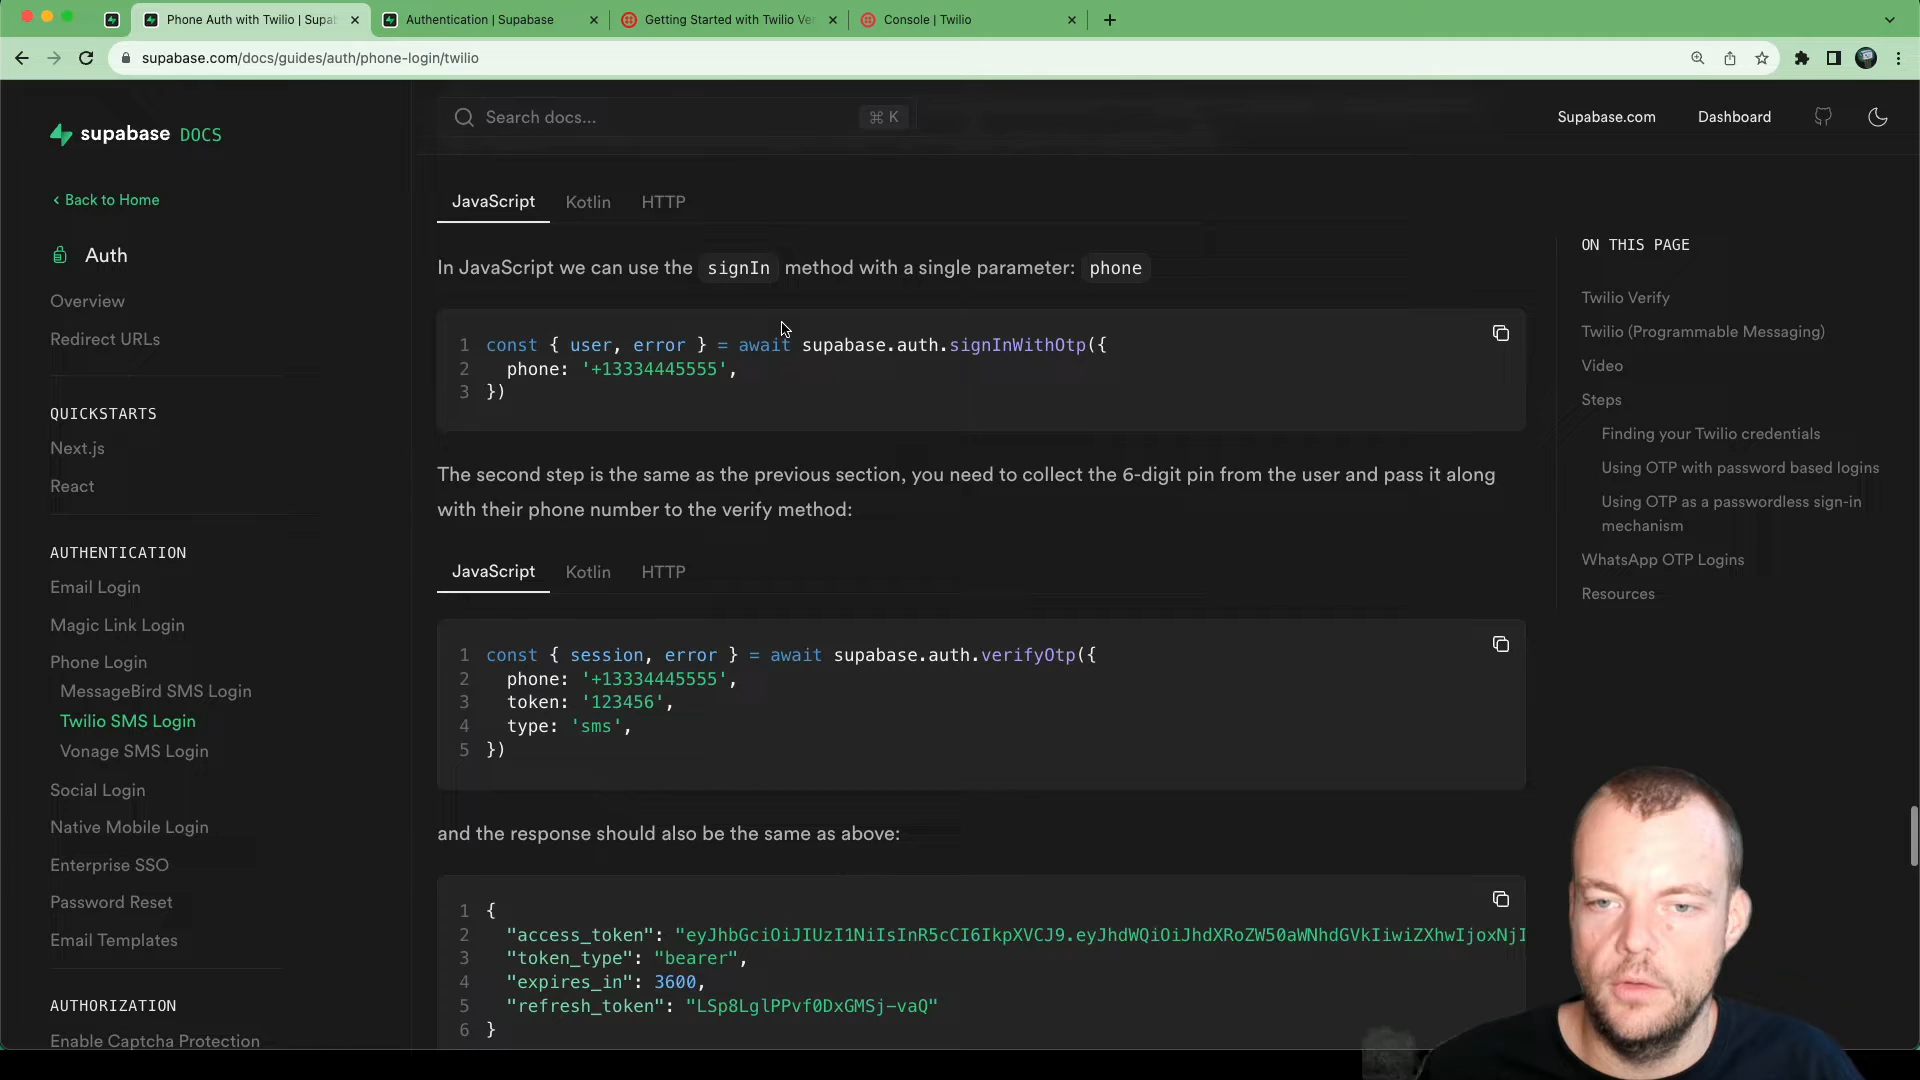 Phone Auth with Twilio | Supab
Authentication | Supabase
Getting Started with Twilio Ver
Console | Twilio
supabase.com/docs/guides/auth/phone-login/twilio
supabase DOCS
Search docs...
⌘ K
Supabase.com
Dashboard
‹ Back to Home
Auth
Overview
Redirect URLs
QUICKSTARTS
Next.js
React
AUTHENTICATION
Email Login
Magic Link Login
Phone Login
MessageBird SMS Login
Twilio SMS Login
Vonage SMS Login
Social Login
Native Mobile Login
Enterprise SSO
Password Reset
Email Templates
AUTHORIZATION
Enable Captcha Protection
JavaScript Kotlin HTTP
In JavaScript we can use the signIn method with a single parameter: phone
1 const { user, error } = await supabase.auth.signInWithOtp({
2 phone: '+13334445555',
3 })
The second step is the same as the previous section, you need to collect the 6-digit pin from the user and pass it along
with their phone number to the verify method:
JavaScript Kotlin HTTP
1 const { session, error } = await supabase.auth.verifyOtp({
2 phone: '+13334445555',
3 token: '123456',
4 type: 'sms',
5 })
and the response should also be the same as above:
1 {
2 "access_token": "eyJhbGciOiJIUzI1NiIsInR5cCI6IkpXVCJ9.eyJhdWQiOiJhdXRoZW50aWNhdGVkIiwiZXhwIjoxNjI
3 "token_type": "bearer",
4 "expires_in": 3600,
5 "refresh_token": "LSp8LglPPvf0DxGMSj-vaQ"
6 }
ON THIS PAGE
Twilio Verify
Twilio (Programmable Messaging)
Video
Steps
Finding your Twilio credentials
Using OTP with password based logins
Using OTP as a passwordless sign-in
mechanism
WhatsApp OTP Logins
Resources